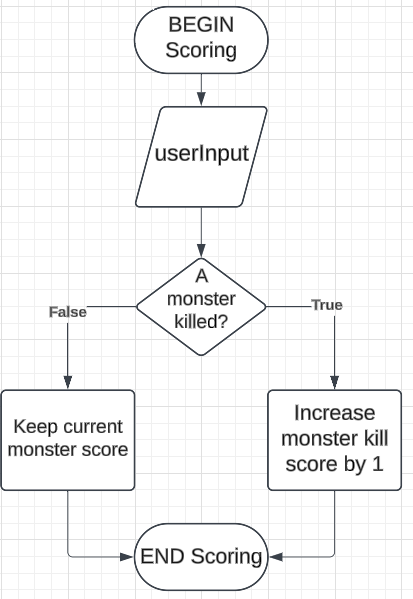 BEGIN
Scoring
userInput
A
monster
killed?
False
True
Keep current
monster score
Increase
monster kill
score by 1
END Scoring